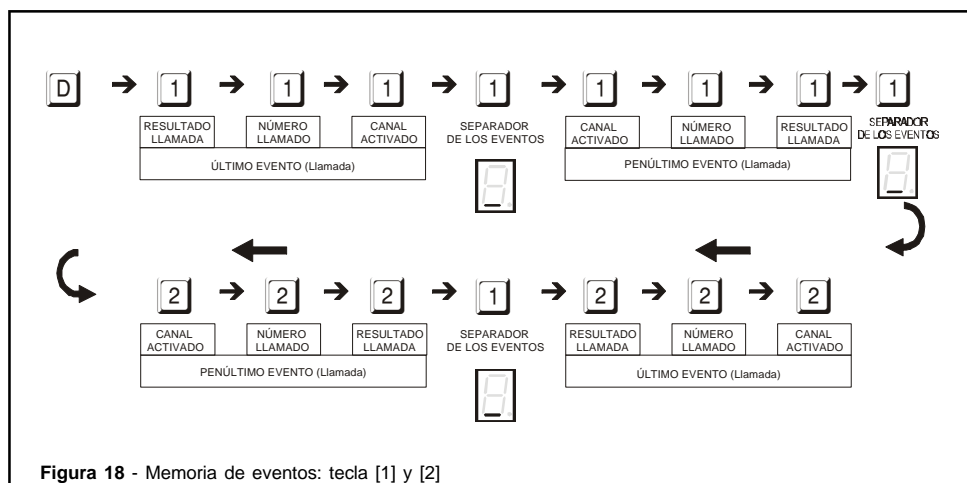 D 1 1 1 1 1 1 1 1
RESULTADO LLAMADA
NÚMERO LLAMADO
CANAL ACTIVADO
SEPARADOR
DE LOS EVENTOS
CANAL ACTIVADO
NÚMERO LLAMADO
RESULTADO LLAMADA
SEPARADOR
DE LOS EVENTOS
ÚLTIMO EVENTO (Llamada)
PENÚLTIMO EVENTO (Llamada)
2 2 2 1 2 2 2
CANAL ACTIVADO
NÚMERO LLAMADO
RESULTADO LLAMADA
SEPARADOR
DE LOS EVENTOS
RESULTADO LLAMADA
NÚMERO LLAMADO
CANAL ACTIVADO
PENÚLTIMO EVENTO (Llamada)
ÚLTIMO EVENTO (Llamada)
Figura 18 - Memoria de eventos: tecla [1] y [2]